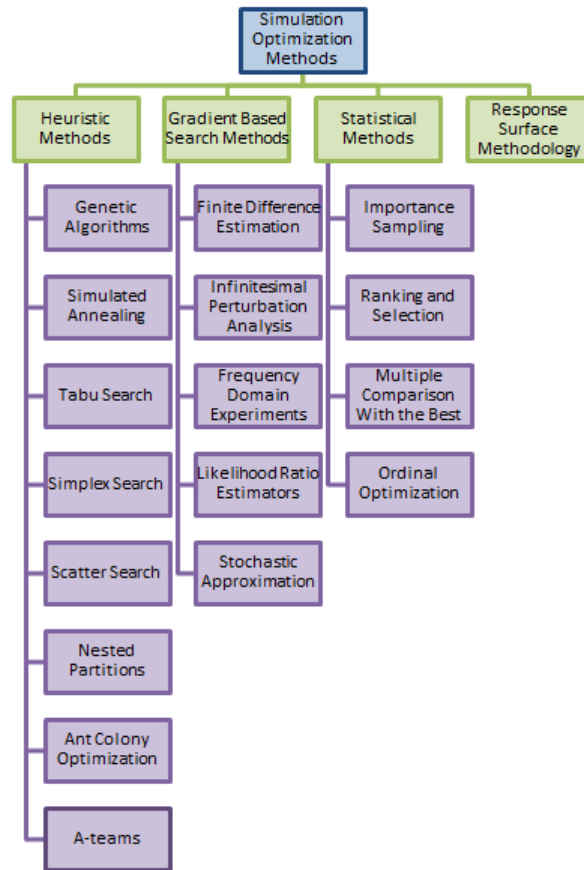 Simulation
Optimization
Methods
Heuristic
Methods
Gradient Based
Search Methods
Statistical
Methods
Response
Surface
Methodology
Genetic
Algorithms
Simulated
Annealing
Tabu Search
Simplex Search
Scatter Search
Nested
Partitions
Ant Colony
Optimization
A-teams
Finite Difference
Estimation
Infinitesimal
Perturbation
Analysis
Frequency
Domain
Experiments
Likelihood Ratio
Estimators
Stochastic
Approximation
Importance
Sampling
Ranking and
Selection
Multiple
Comparison
With the Best
Ordinal
Optimization